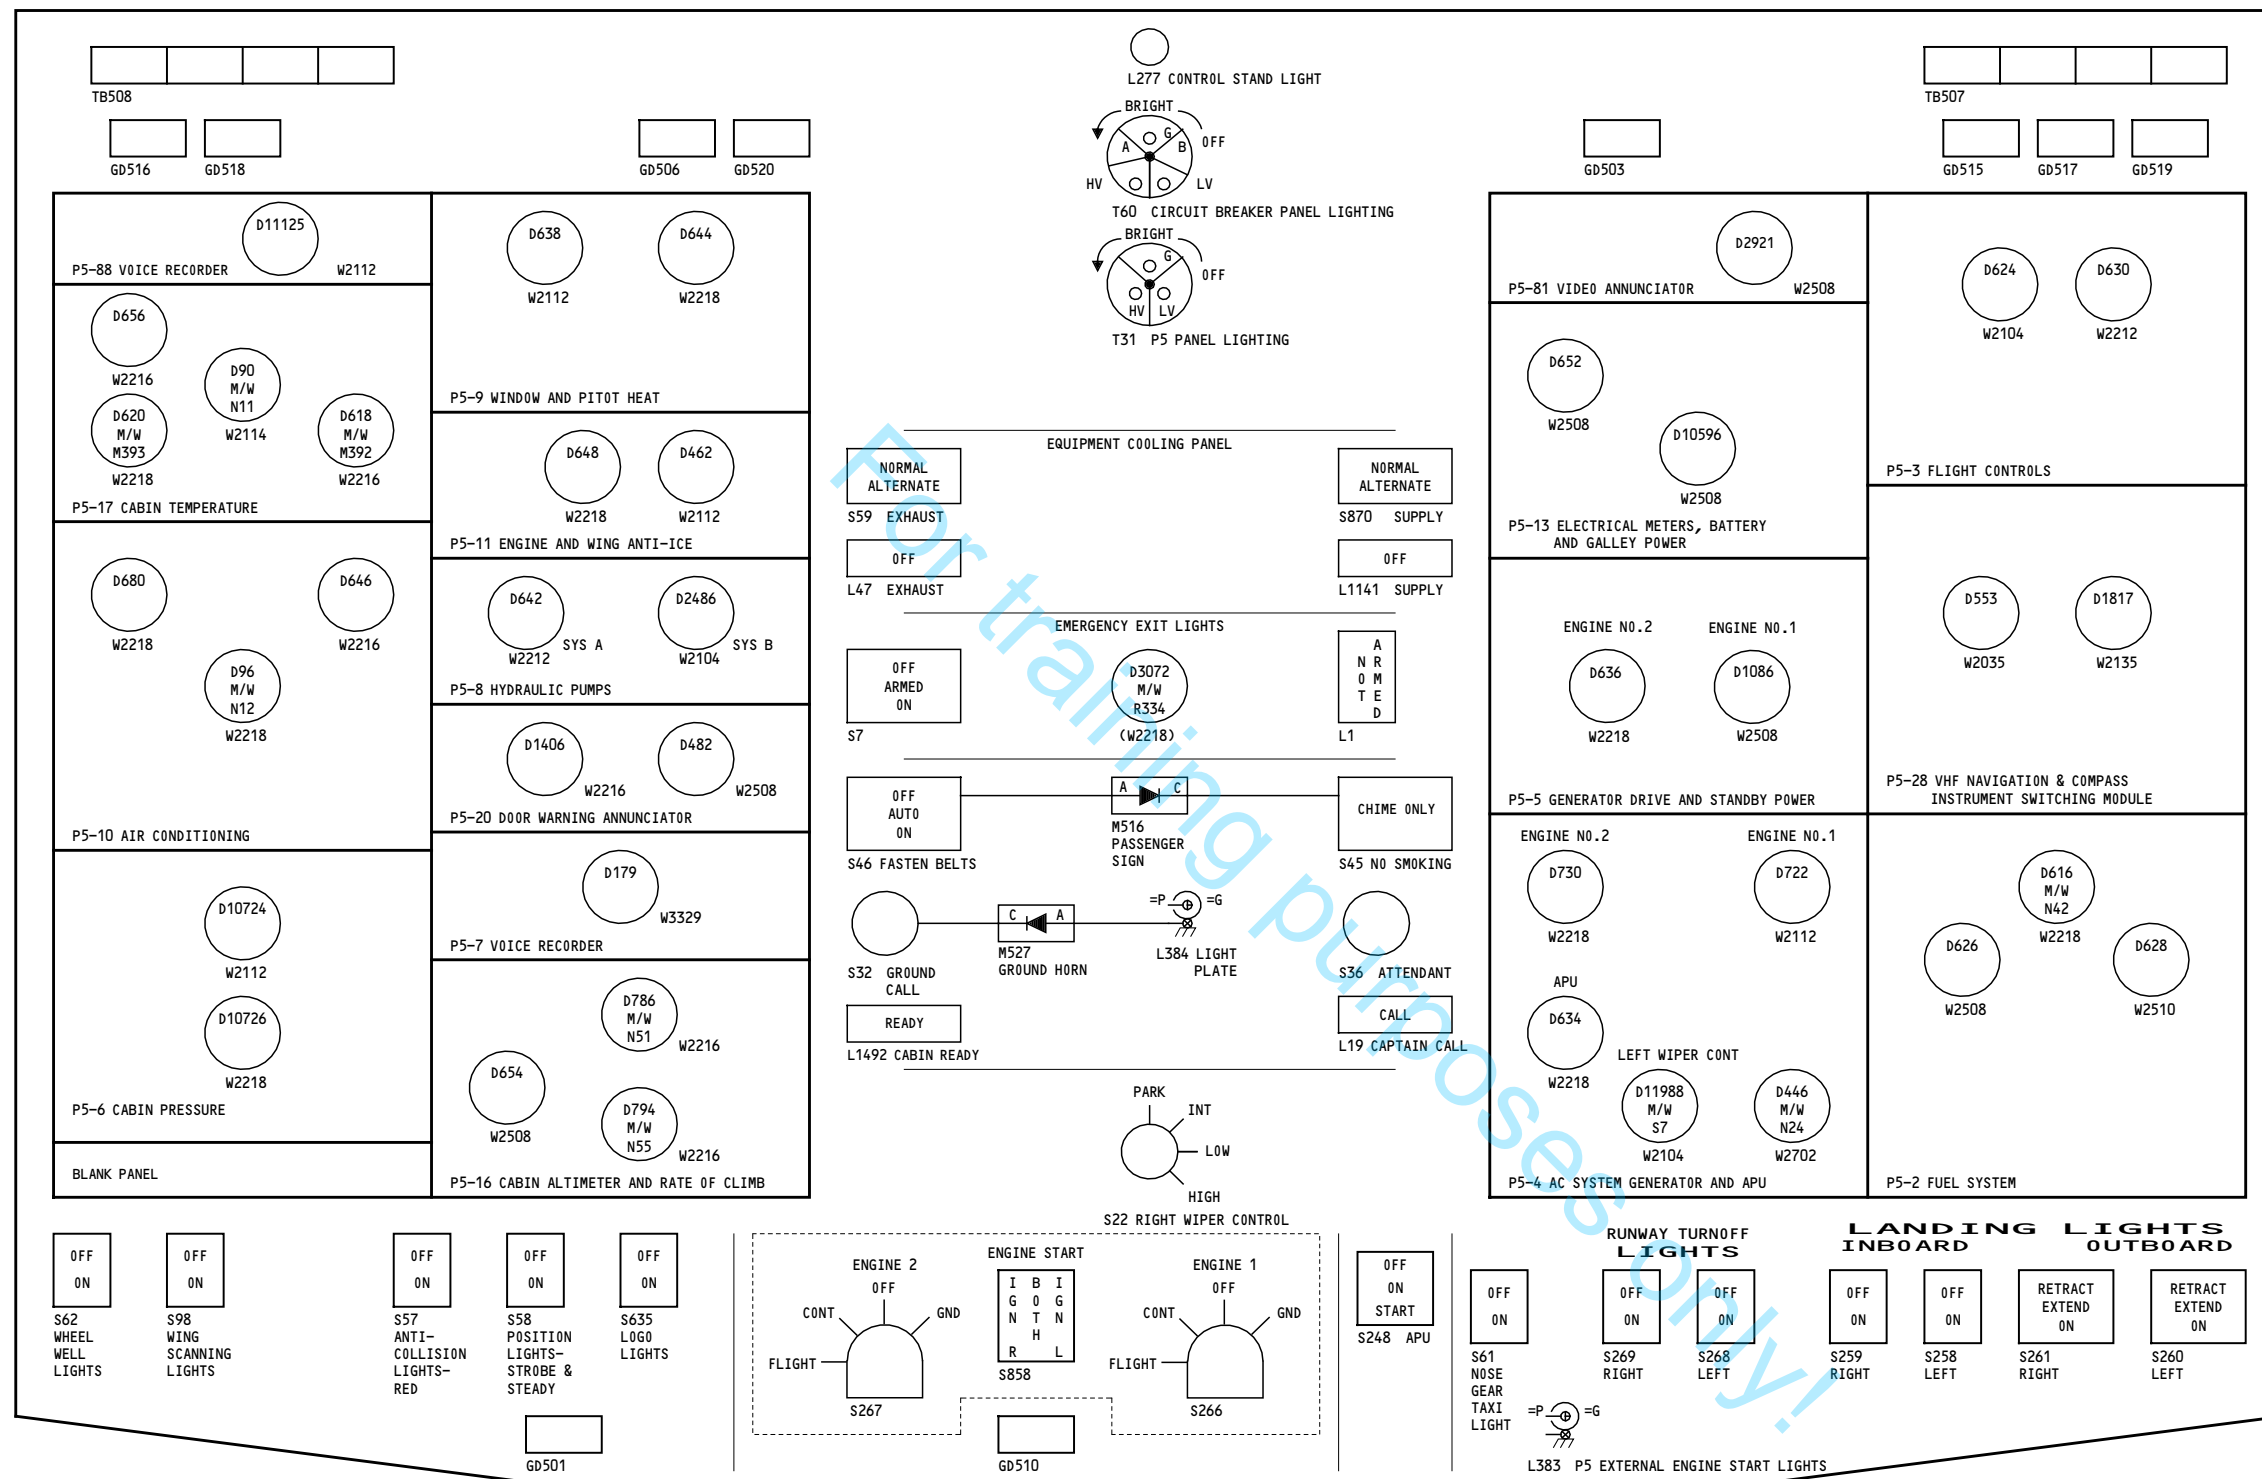 TB508
GD516
GD518
GD506
GD520
L277 CONTROL STAND LIGHT
BRIGHT
OFF
A
G
B
HV
LV
T60 CIRCUIT BREAKER PANEL LIGHTING
BRIGHT
OFF
G
HV
LV
T31 P5 PANEL LIGHTING
TB507
GD503
GD515
GD517
GD519
D11125
P5-88 VOICE RECORDER
W2112
D656
W2216
D90
M/W
N11
W2114
D620
M/W
M393
W2218
D618
M/W
M392
W2216
P5-17 CABIN TEMPERATURE
D680
W2218
D646
W2216
D96
M/W
N12
W2218
P5-10 AIR CONDITIONING
D10724
W2112
D10726
W2218
P5-6 CABIN PRESSURE
BLANK PANEL
D638
W2112
D644
W2218
P5-9 WINDOW AND PITOT HEAT
D648
W2218
D462
W2112
P5-11 ENGINE AND WING ANTI-ICE
D642
W2212
SYS A
D2486
W2104
SYS B
P5-8 HYDRAULIC PUMPS
D1406
W2216
D482
W2508
P5-20 DOOR WARNING ANNUNCIATOR
D179
W3329
P5-7 VOICE RECORDER
D786
M/W
N51
W2216
D654
W2508
D794
M/W
N55
W2216
P5-16 CABIN ALTIMETER AND RATE OF CLIMB
EQUIPMENT COOLING PANEL
NORMAL
ALTERNATE
S59 EXHAUST
NORMAL
ALTERNATE
S870 SUPPLY
OFF
L47 EXHAUST
OFF
L1141 SUPPLY
EMERGENCY EXIT LIGHTS
OFF
ARMED
ON
S7
D3072
M/W
R334
(W2218)
NOT
ARMED
L1
OFF
AUTO
ON
S46 FASTEN BELTS
A
C
M516
PASSENGER
SIGN
CHIME ONLY
S45 NO SMOKING
S32 GROUND
CALL
C
A
M527
GROUND HORN
=P
=G
L384 LIGHT
PLATE
S36 ATTENDANT
READY
L1492 CABIN READY
CALL
L19 CAPTAIN CALL
PARK
INT
LOW
HIGH
S22 RIGHT WIPER CONTROL
D2921
P5-81 VIDEO ANNUNCIATOR
W2508
D652
W2508
D10596
W2508
P5-13 ELECTRICAL METERS, BATTERY
AND GALLEY POWER
ENGINE NO.2
D636
W2218
ENGINE NO.1
D1086
W2508
P5-5 GENERATOR DRIVE AND STANDBY POWER
ENGINE NO.2
D730
W2218
ENGINE NO.1
D722
W2112
APU
D634
W2218
LEFT WIPER CONT
D11988
M/W
S7
W2104
D446
M/W
N24
W2702
P5-4 AC SYSTEM GENERATOR AND APU
D624
W2104
D630
W2212
P5-3 FLIGHT CONTROLS
D553
W2035
D1817
W2135
P5-28 VHF NAVIGATION & COMPASS
INSTRUMENT SWITCHING MODULE
D616
M/W
N42
W2218
D626
W2508
D628
W2510
P5-2 FUEL SYSTEM
OFF
ON
S62
WHEEL
WELL
LIGHTS
OFF
ON
S98
WING
SCANNING
LIGHTS
OFF
ON
S57
ANTI-
COLLISION
LIGHTS-
RED
OFF
ON
S58
POSITION
LIGHTS-
STROBE &
STEADY
OFF
ON
S635
LOGO
LIGHTS
GD501
ENGINE 2
OFF
CONT
GND
FLIGHT
S267
ENGINE START
IGN R
BOTH
IGN L
S858
ENGINE 1
OFF
CONT
GND
FLIGHT
S266
GD510
OFF
ON
START
S248 APU
OFF
ON
S61
NOSE
GEAR
TAXI
LIGHT
RUNWAY TURNOFF
LIGHTS
OFF
ON
S269
RIGHT
OFF
ON
S268
LEFT
LANDING LIGHTS
INBOARD OUTBOARD
OFF
ON
S259
RIGHT
OFF
ON
S258
LEFT
RETRACT
EXTEND
ON
S261
RIGHT
RETRACT
EXTEND
ON
S260
LEFT
=P
=G
L383 P5 EXTERNAL ENGINE START LIGHTS
For training purposes only!